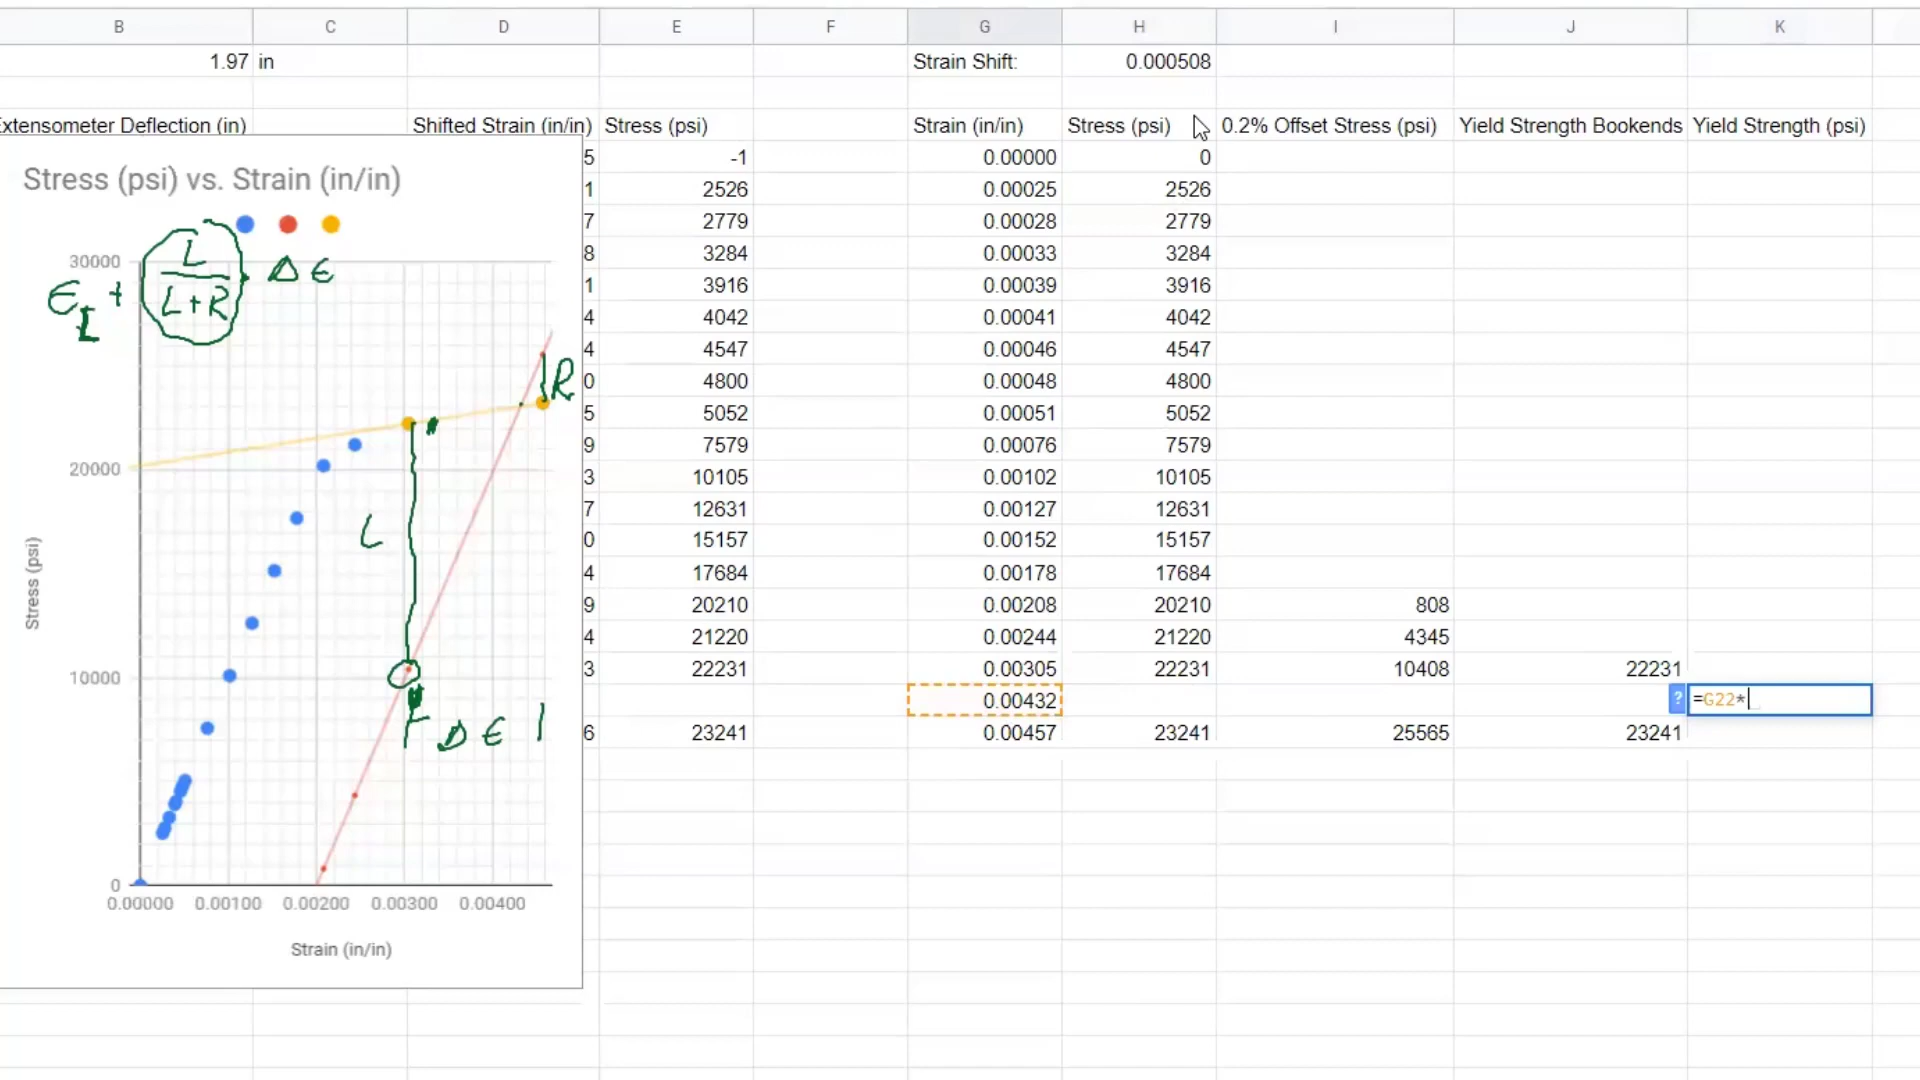 B C D E F G H I J K
1.97 in Strain Shift: 0.000508
xtensometer Deflection (in) Shifted Strain (in/in) Stress (psi) Strain (in/in) Stress (psi) 0.2% Offset Stress (psi) Yield Strength Bookends Yield Strength (psi)
5 -1 0.00000 0
1 2526 0.00025 2526
7 2779 0.00028 2779
8 3284 0.00033 3284
1 3916 0.00039 3916
4 4042 0.00041 4042
4 4547 0.00046 4547
0 4800 0.00048 4800
5 5052 0.00051 5052
9 7579 0.00076 7579
3 10105 0.00102 10105
7 12631 0.00127 12631
0 15157 0.00152 15157
4 17684 0.00178 17684
9 20210 0.00208 20210 808
4 21220 0.00244 21220 4345
3 22231 0.00305 22231 10408 22231
0.00432 ? =G22*
6 23241 0.00457 23241 25565 23241
Stress (psi) vs. Strain (in/in)
30000
20000
10000
0
Stress (psi)
0.00000 0.00100 0.00200 0.00300 0.00400
Strain (in/in)
ϵL + L/(L+R) · Δ ϵ
R
L
Δ ϵ